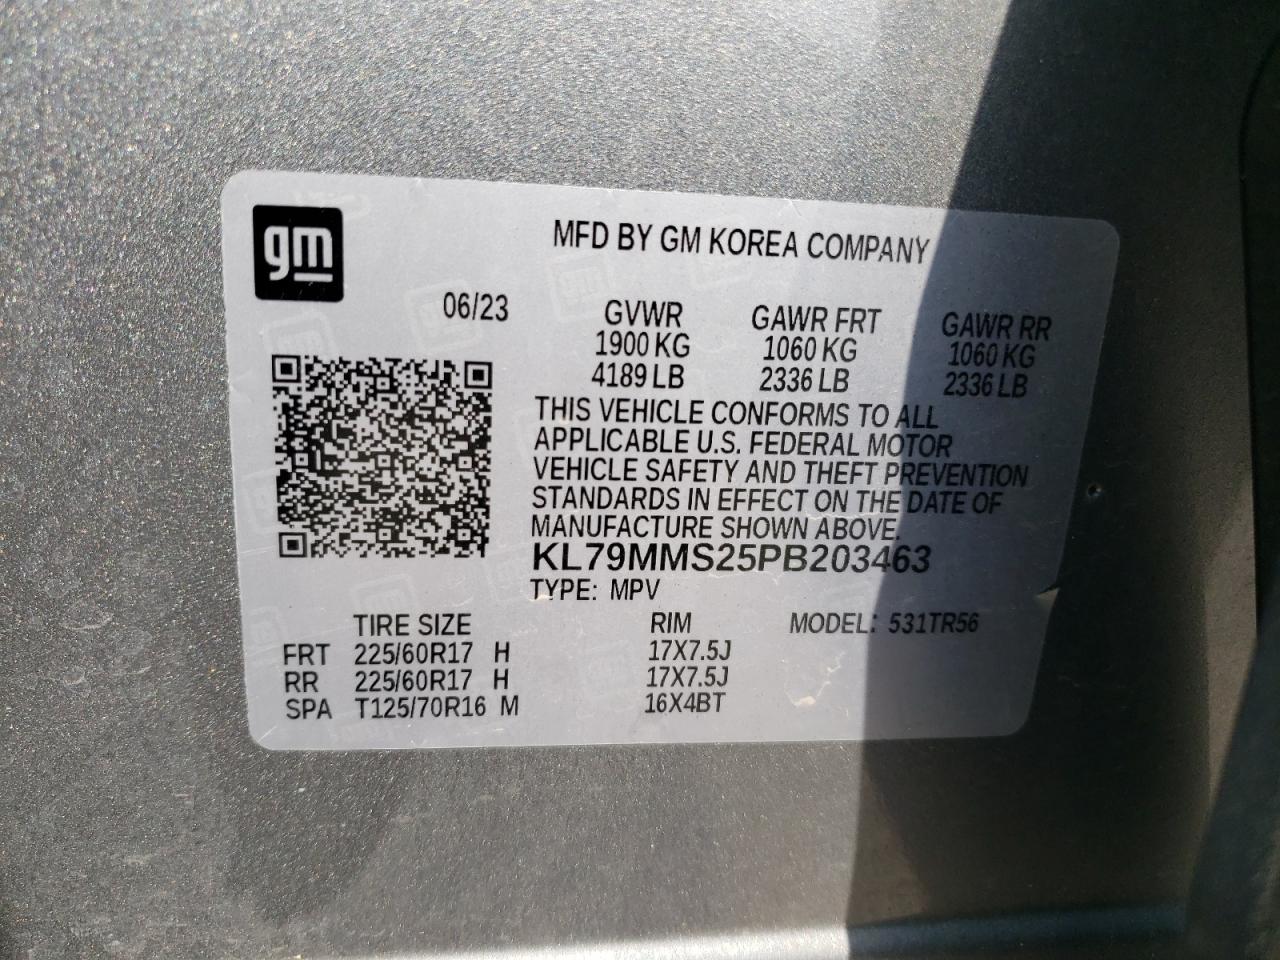 gm
MFD BY GM KOREA COMPANY
06/23 GVWR GAWR FRT GAWR RR
1900 KG 1060 KG 1060 KG
4189 LB 2336 LB 2336 LB
THIS VEHICLE CONFORMS TO ALL
APPLICABLE U.S. FEDERAL MOTOR
VEHICLE SAFETY AND THEFT PREVENTION
STANDARDS IN EFFECT ON THE DATE OF
MANUFACTURE SHOWN ABOVE.
KL79MMS25PB203463
TYPE: MPV
TIRE SIZE RIM MODEL: 531TR56
FRT 225/60R17 H 17X7.5J
RR 225/60R17 H 17X7.5J
SPA T125/70R16 M 16X4BT